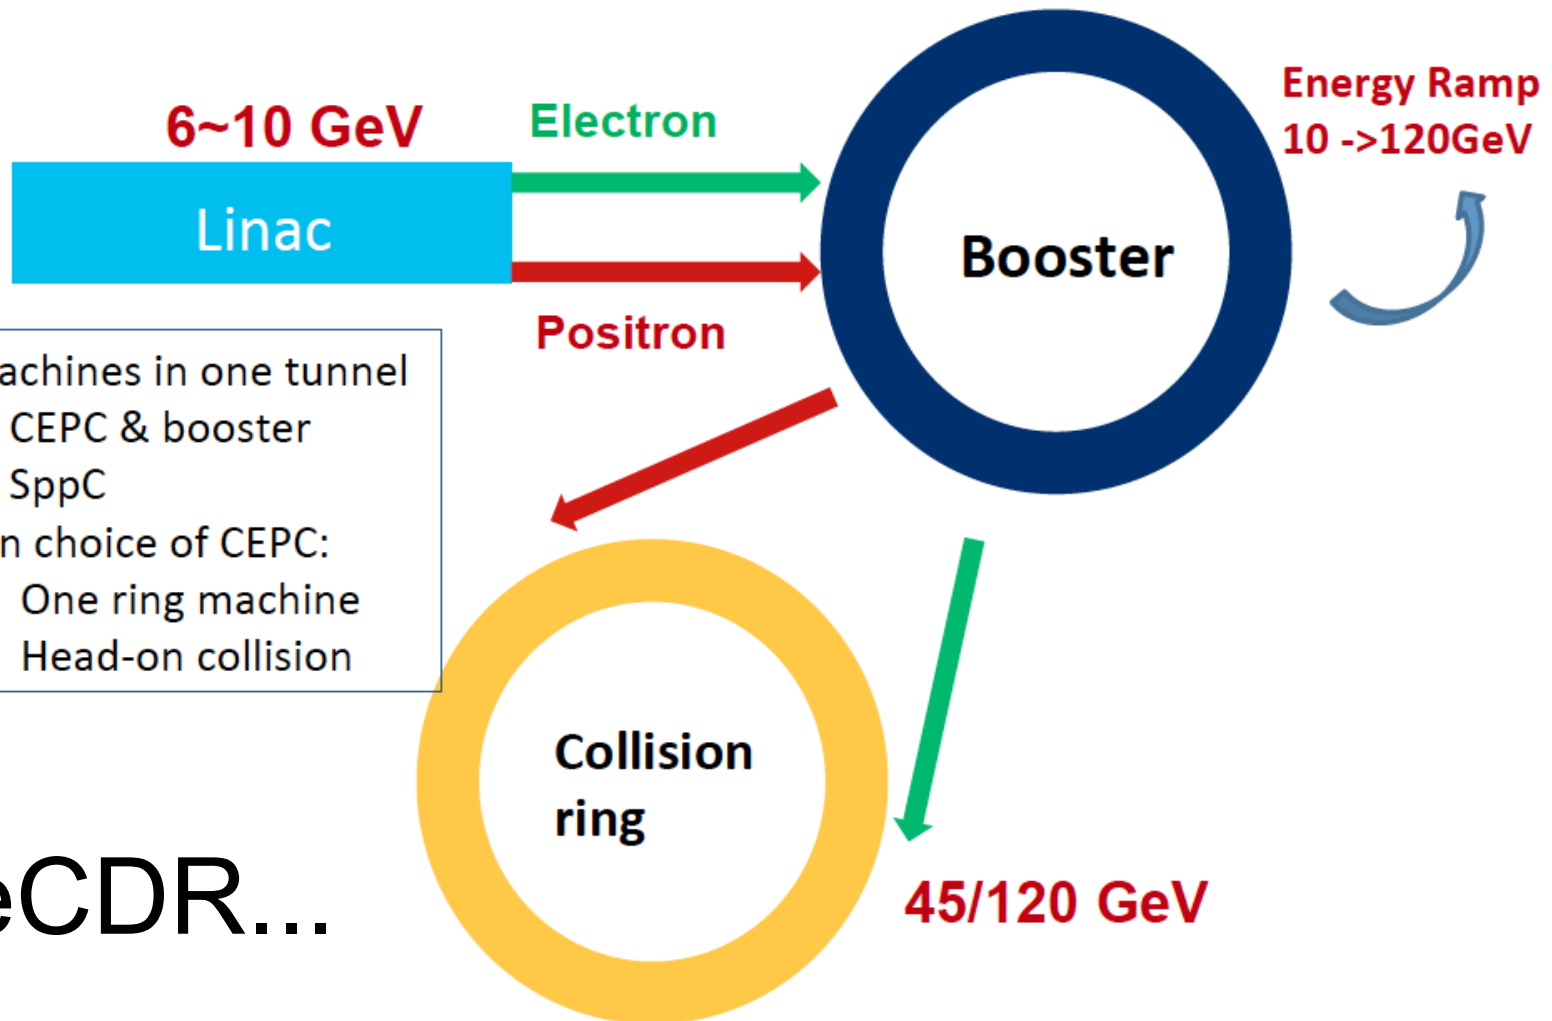 6~10 GeV
Linac
Electron
Positron
Booster
Energy Ramp
10 ->120GeV
achines in one tunnel
CEPC & booster
SppC
n choice of CEPC:
One ring machine
Head-on collision
Collision
ring
45/120 GeV
eCDR...